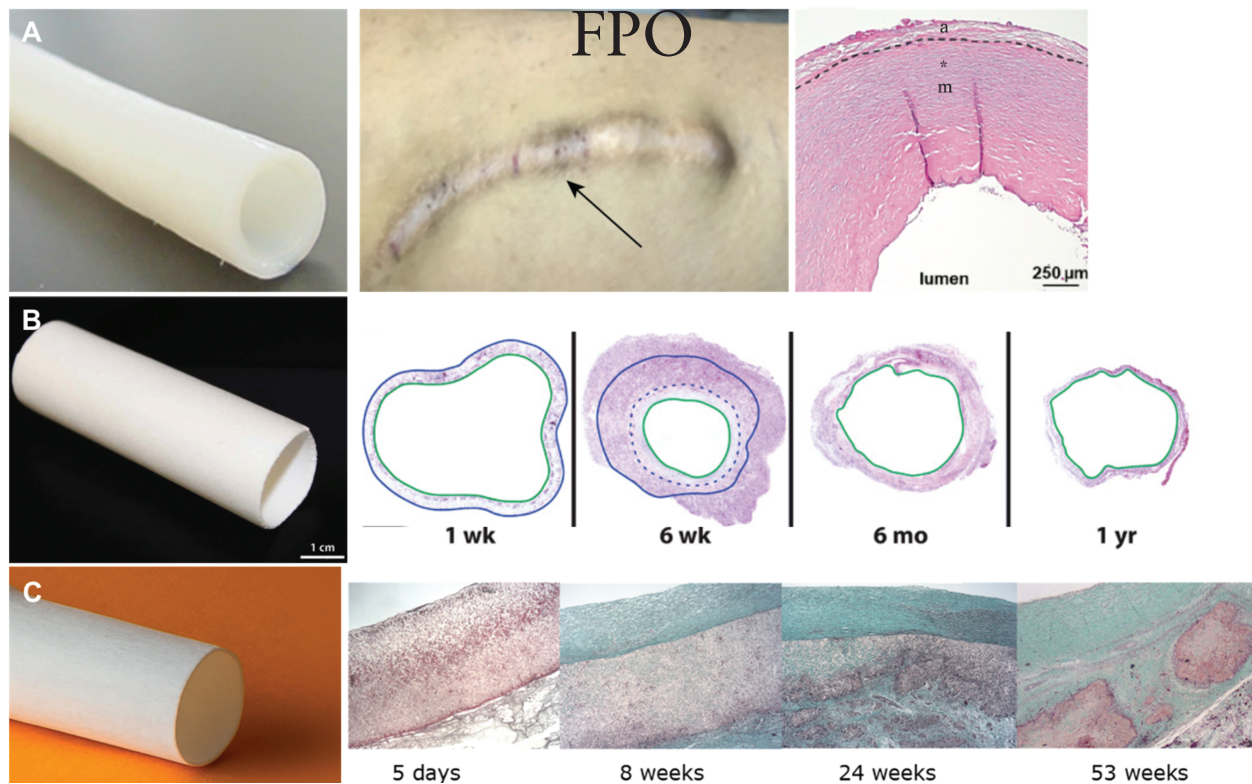 A
FPO
a
*
m
lumen
250 µm
B
1 cm
1 wk
6 wk
6 mo
1 yr
C
5 days
8 weeks
24 weeks
53 weeks